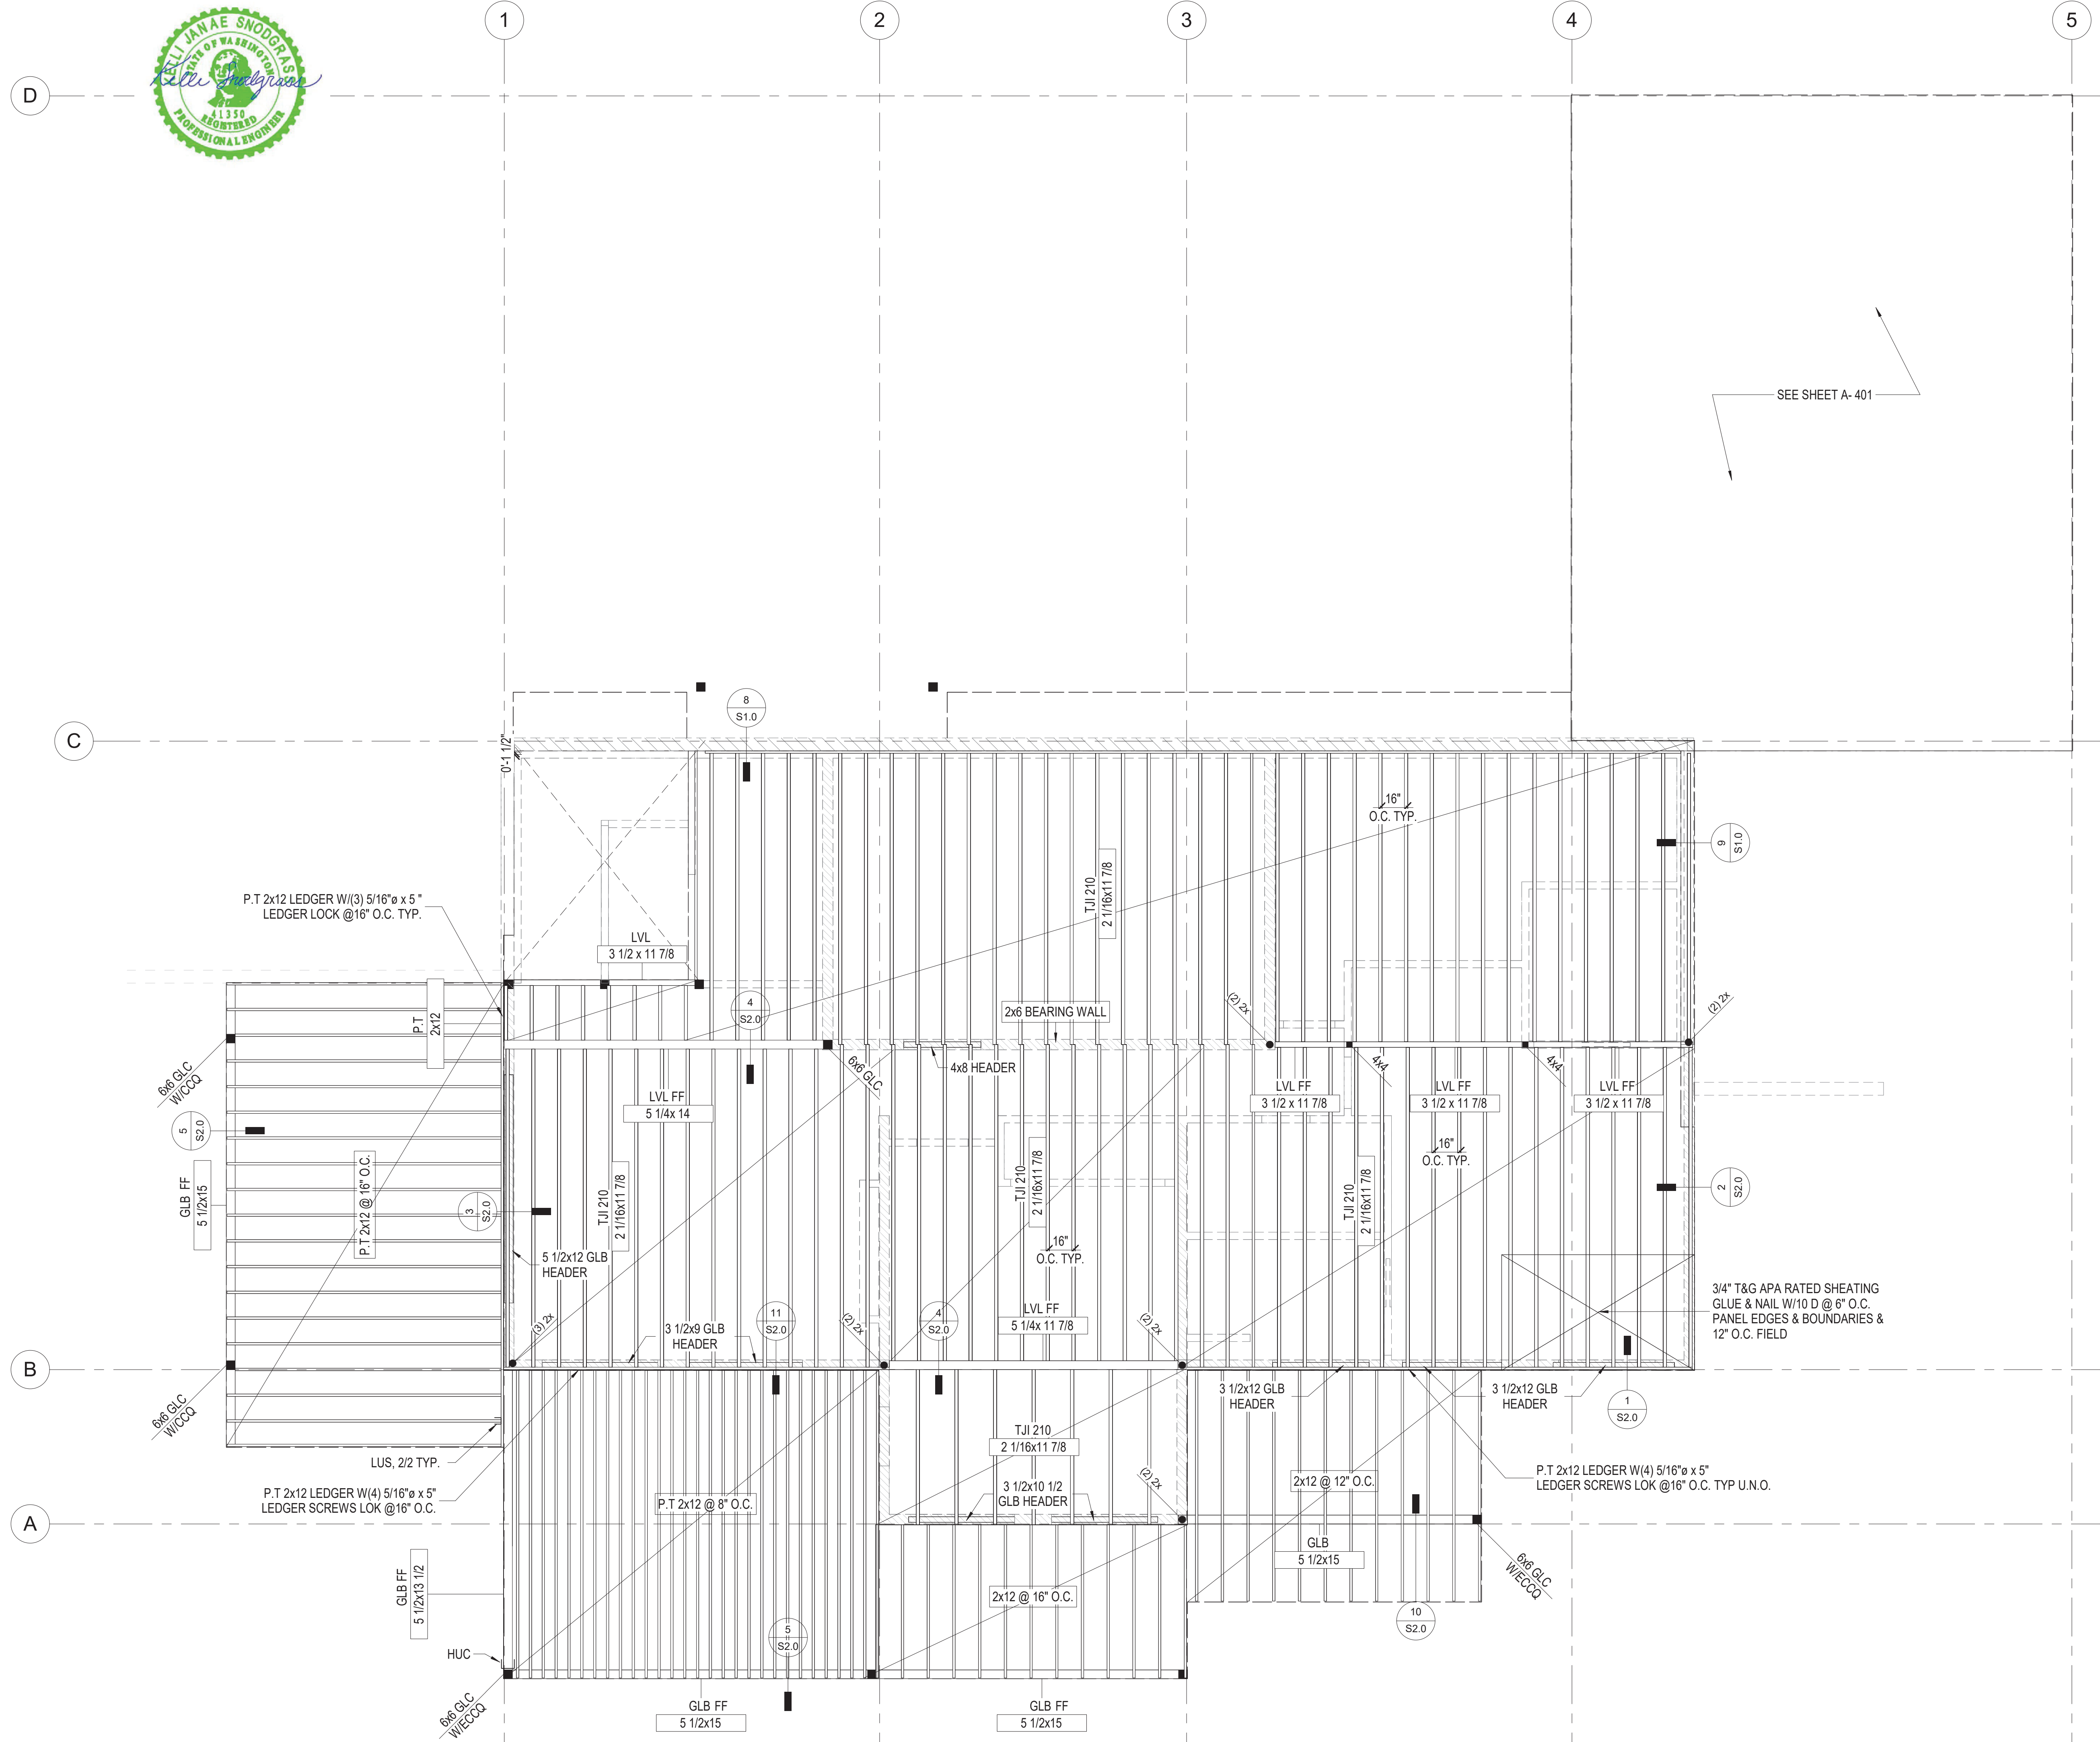 1
2
3
4
5
D
ELLI JANAE SNODGRASS
STATE OF WASHINGTON
Kelli Snodgrass
41350
REGISTERED
PROFESSIONAL ENGINEER
SEE SHEET A- 401
C
0'-1 1/2"
8
S1.0
16"
O.C. TYP.
9
S1.0
TJI 210
2 1/16x11 7/8
P.T 2x12 LEDGER W/(3) 5/16"ø x 5 "
LEDGER LOCK @16" O.C. TYP.
LVL
3 1/2 x 11 7/8
P.T
2x12
4
S2.0
2x6 BEARING WALL
(2) 2x
(2) 2x
4x8 HEADER
6x6 GLC
4x4
4x4
6x6 GLC
W/CCQ
LVL FF
5 1/4x 14
LVL FF
3 1/2 x 11 7/8
LVL FF
3 1/2 x 11 7/8
LVL FF
3 1/2 x 11 7/8
5
S2.0
16"
O.C. TYP.
GLB FF
5 1/2x15
P.T 2x12 @ 16" O.C.
3
S2.0
TJI 210
2 1/16x11 7/8
TJI 210
2 1/16x11 7/8
TJI 210
2 1/16x11 7/8
2
S2.0
16"
O.C. TYP.
5 1/2x12 GLB
HEADER
3/4" T&G APA RATED SHEATING
GLUE & NAIL W/10 D @ 6" O.C.
PANEL EDGES & BOUNDARIES &
12" O.C. FIELD
(3) 2x
3 1/2x9 GLB
HEADER
11
S2.0
(2) 2x
4
S2.0
LVL FF
5 1/4x 11 7/8
(2) 2x
B
6x6 GLC
W/CCQ
3 1/2x12 GLB
HEADER
3 1/2x12 GLB
HEADER
1
S2.0
LUS, 2/2 TYP.
TJI 210
2 1/16x11 7/8
P.T 2x12 LEDGER W(4) 5/16"ø x 5"
LEDGER SCREWS LOK @16" O.C.
P.T 2x12 @ 8" O.C.
3 1/2x10 1/2
GLB HEADER
(2) 2x
2x12 @ 12" O.C.
P.T 2x12 LEDGER W(4) 5/16"ø x 5"
LEDGER SCREWS LOK @16" O.C. TYP U.N.O.
A
GLB
5 1/2x15
6x6 GLC
W/ECCQ
GLB FF
5 1/2x13 1/2
2x12 @ 16" O.C.
10
S2.0
5
S2.0
HUC
6x6 GLC
W/ECCQ
GLB FF
5 1/2x15
GLB FF
5 1/2x15